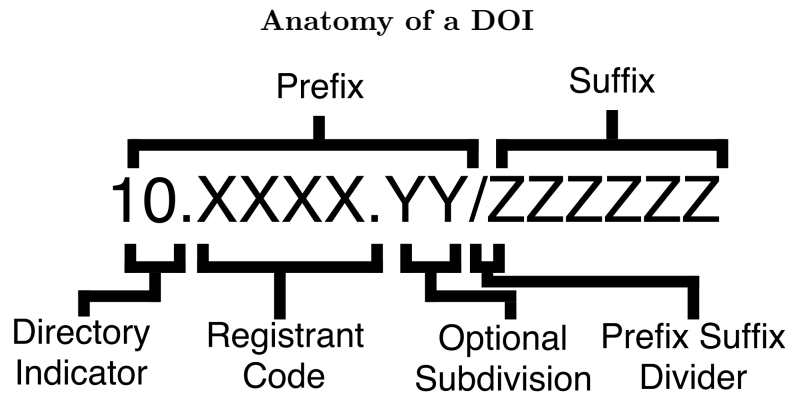 Anatomy of a DOI
Prefix
Suffix
10.XXXX.YY/ZZZZZZ
Directory
Indicator
Registrant
Code
Optional
Subdivision
Prefix Suffix
Divider